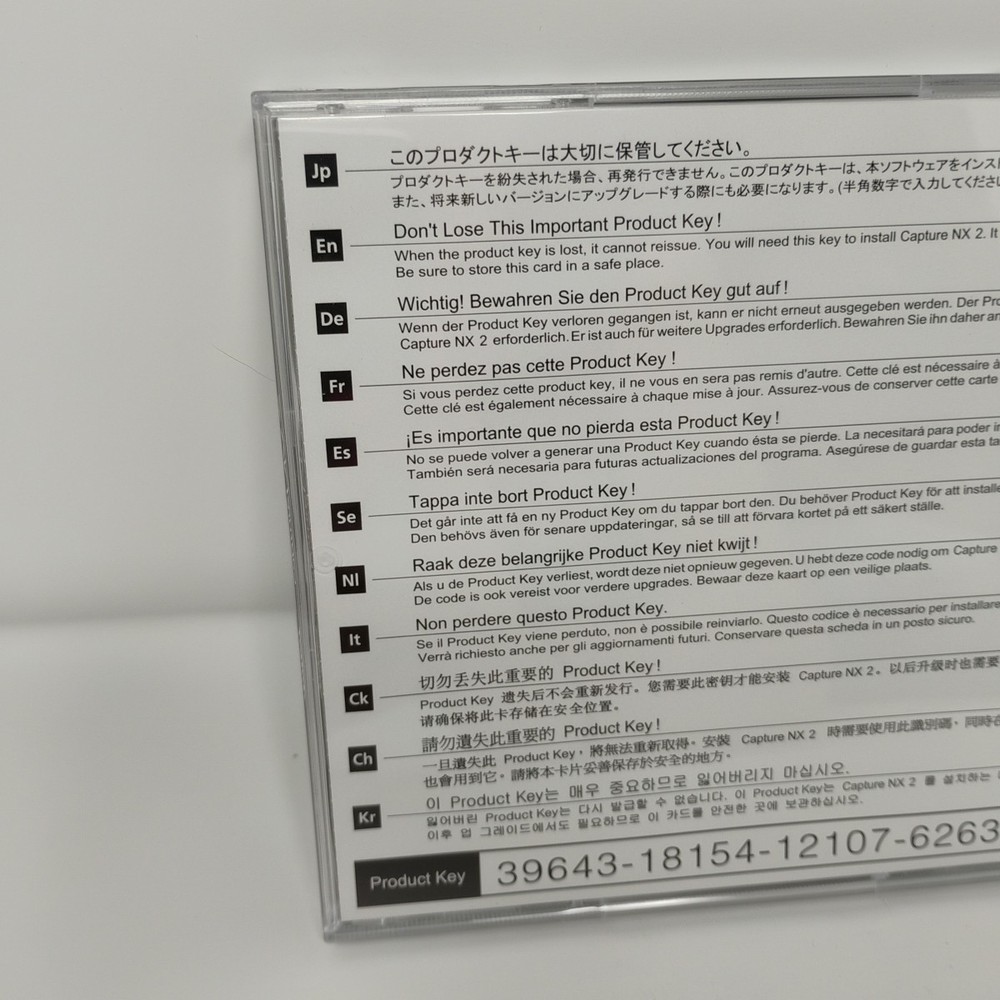 Jp
このプロダクトキーは大切に保管してください。
プロダクトキーを紛失された場合、再発行できません。このプロダクトキーは、本ソフトウェアをインス
また、将来新しいバージョンにアップグレードする際にも必要になります。(半角数字で入力してくださ
En
Don't Lose This Important Product Key !
When the product key is lost, it cannot reissue. You will need this key to install Capture NX 2. It
Be sure to store this card in a safe place.
De
Wichtig! Bewahren Sie den Product Key gut auf !
Wenn der Product Key verloren gegangen ist, kann er nicht erneut ausgegeben werden. Der Pro
Capture NX 2 erforderlich. Er ist auch für weitere Upgrades erforderlich. Bewahren Sie ihn daher an
Fr
Ne perdez pas cette Product Key !
Si vous perdez cette product key, il ne vous en sera pas remis d'autre. Cette clé est nécessaire à
Cette clé est également nécessaire à chaque mise à jour. Assurez-vous de conserver cette carte
Es
¡Es importante que no pierda esta Product Key !
No se puede volver a generar una Product Key cuando ésta se pierde. La necesitará para poder in
También será necesaria para futuras actualizaciones del programa. Asegúrese de guardar esta ta
Se
Tappa inte bort Product Key !
Det går inte att få en ny Product Key om du tappar bort den. Du behöver Product Key för att installe
Den behövs även för senare uppdateringar, så se till att förvara kortet på ett säkert ställe.
Nl
Raak deze belangrijke Product Key niet kwijt !
Als u de Product Key verliest, wordt deze niet opnieuw gegeven. U hebt deze code nodig om Capture
De code is ook vereist voor verdere upgrades. Bewaar deze kaart op een veilige plaats.
It
Non perdere questo Product Key.
Se il Product Key viene perduto, non è possibile reinviarlo. Questo codice è necessario per installare
Verrà richiesto anche per gli aggiornamenti futuri. Conservare questa scheda in un posto sicuro.
Ck
切勿丢失此重要的 Product Key !
Product Key 遗失后不会重新发行。您需要此密钥才能安装 Capture NX 2。以后升级时也需要
请确保将此卡存储在安全位置。
Ch
請勿遺失此重要的 Product Key !
一旦遺失此 Product Key，將無法重新取得。安裝 Capture NX 2 時需要使用此識別碼，同時在
也會用到它。請將本卡片妥善保存於安全的地方。
Kr
이 Product Key는 매우 중요하므로 잃어버리지 마십시오.
잃어버린 Product Key는 다시 발급할 수 없습니다. 이 Product Key는 Capture NX 2 를 설치하는
이후 업 그레이드에서도 필요하므로 이 카드를 안전한 곳에 보관하십시오.
Product Key
39643-18154-12107-6263